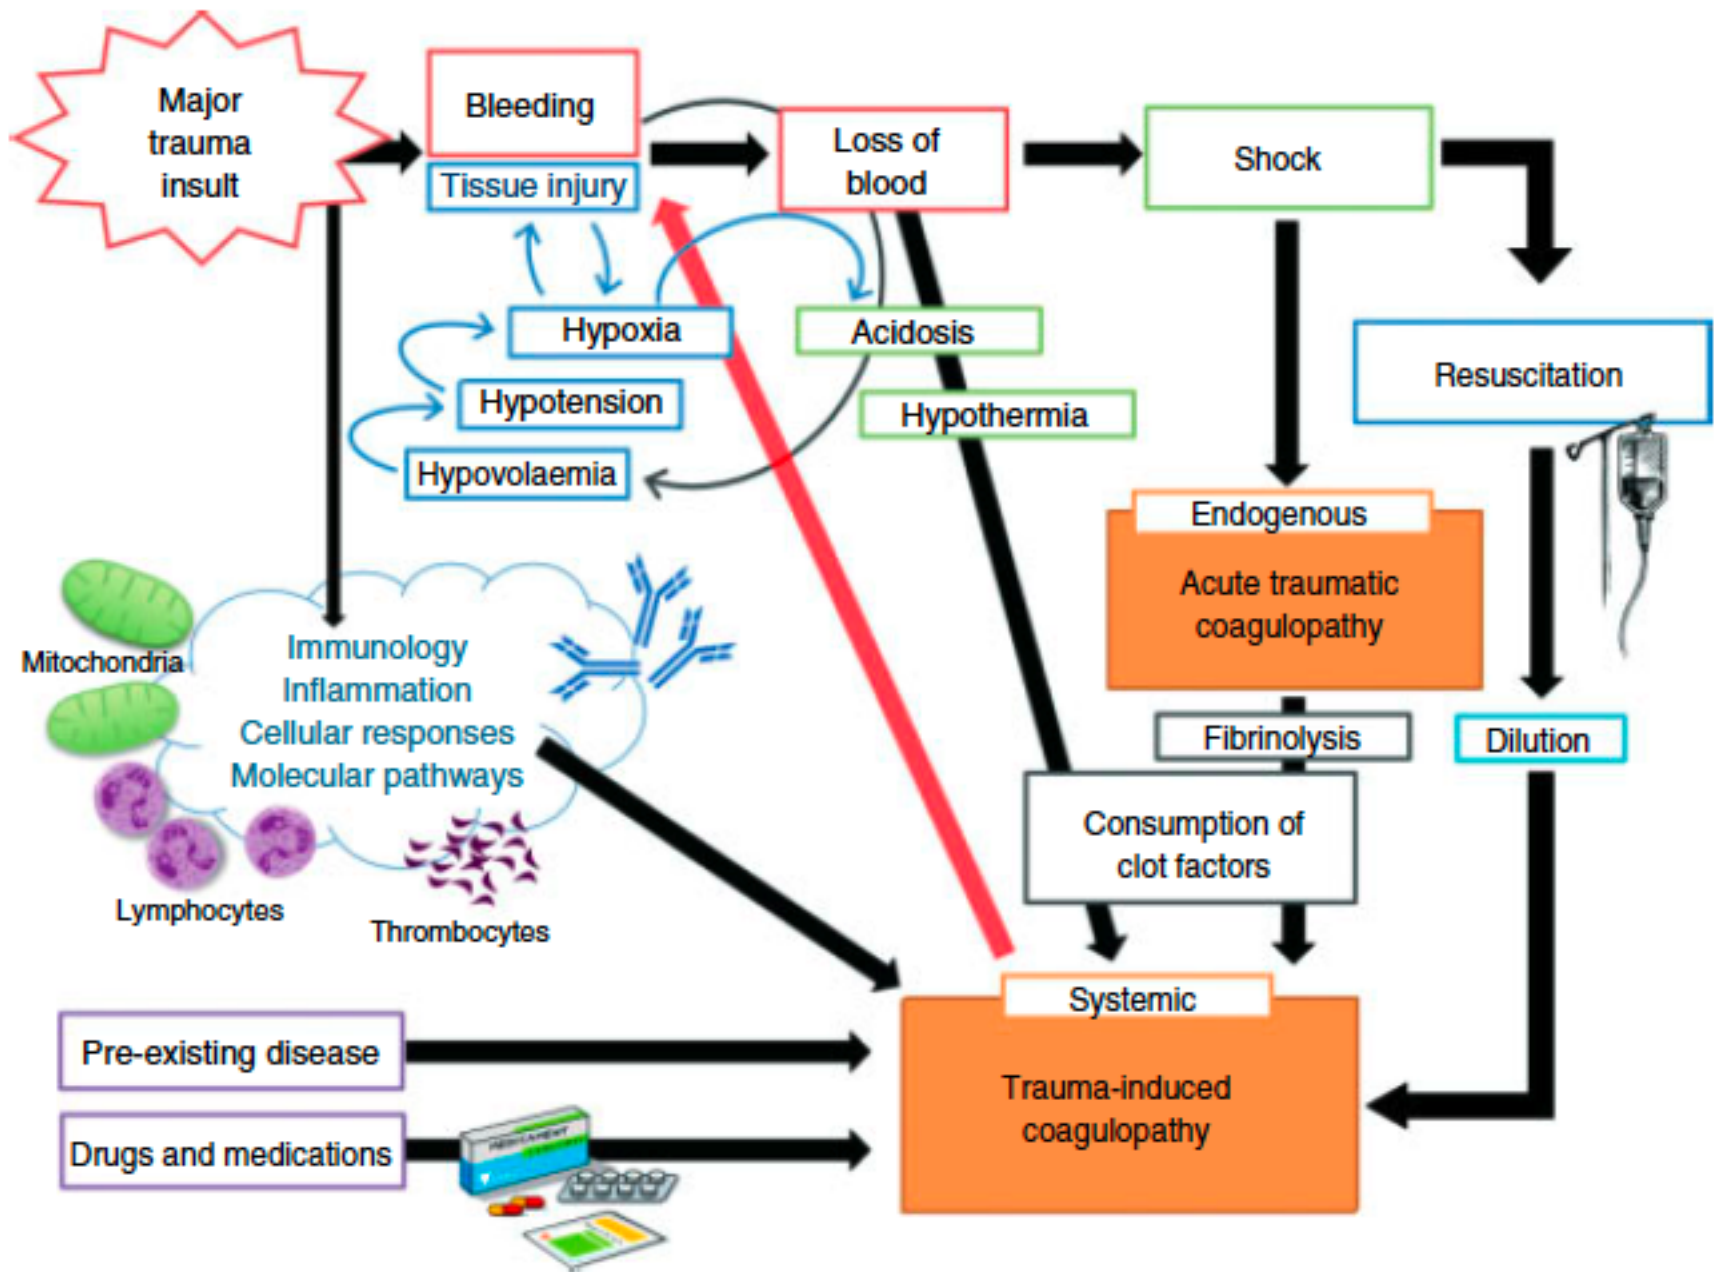 Major
trauma
insult
Bleeding
Tissue injury
Loss of
blood
Shock
Hypoxia
Acidosis
Resuscitation
Hypotension
Hypothermia
Hypovolaemia
Endogenous
Acute traumatic
coagulopathy
Mitochondria
Immunology
Inflammation
Cellular responses
Molecular pathways
Fibrinolysis
Dilution
Consumption of
clot factors
Lymphocytes
Thrombocytes
Systemic
Trauma-induced
coagulopathy
Pre-existing disease
Drugs and medications
MEDICAMENT